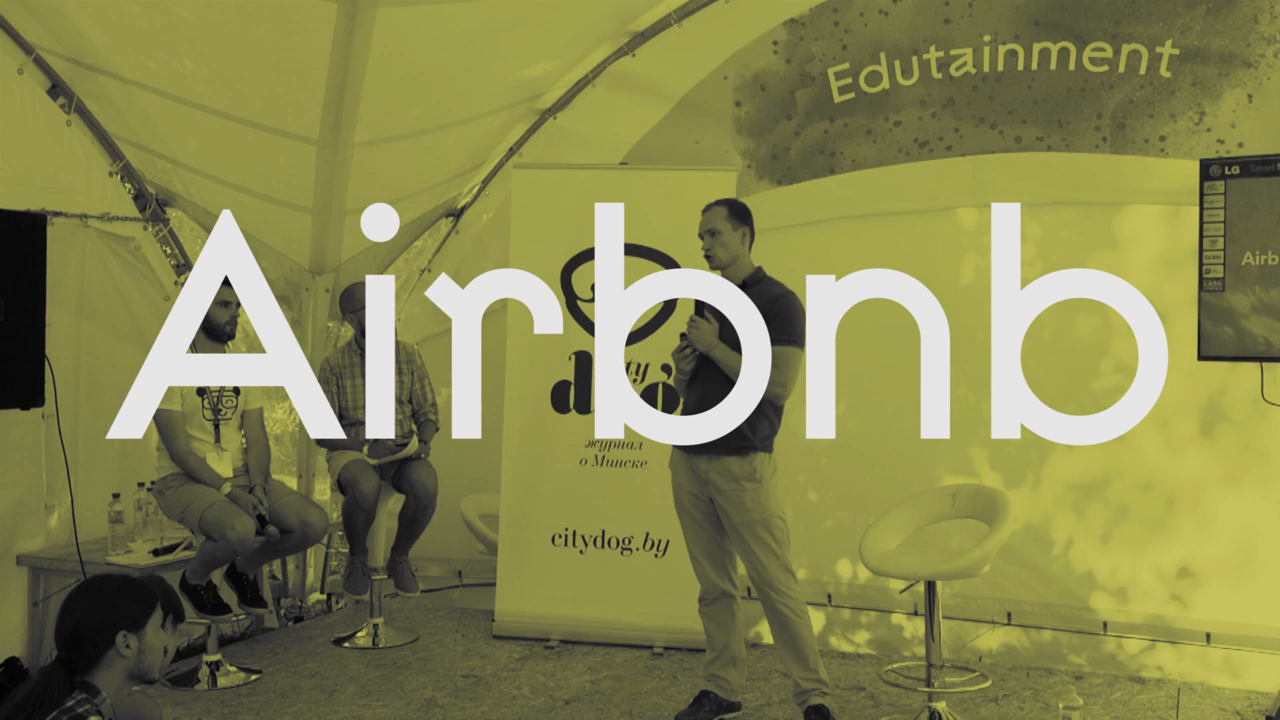 Edutainment
LG
Airb
Airbnb
журнал
о Минске
citydog.by